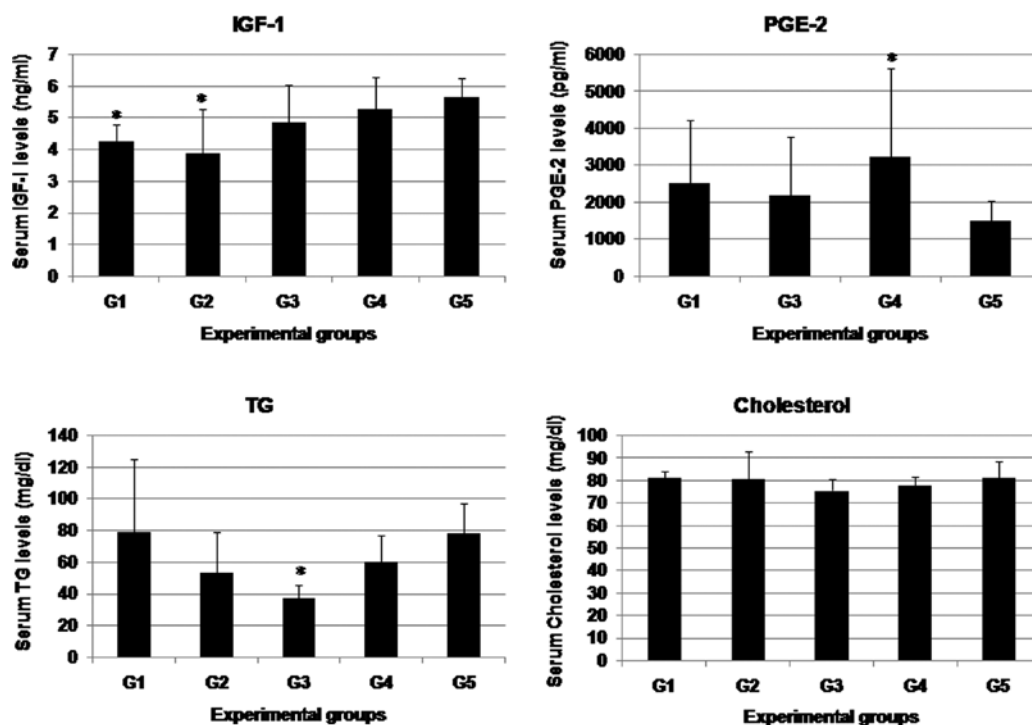 IGF-1
Serum IGF-I levels (ng/ml)
7
6
5
4
3
2
1
0
*
*
G1 G2 G3 G4 G5
Experimental groups
PGE-2
Serum PGE-2 levels (pg/ml)
6000
5000
4000
3000
2000
1000
0
*
G1 G3 G4 G5
Experimental groups
TG
Serum TG levels (mg/dl)
140
120
100
80
60
40
20
0
*
G1 G2 G3 G4 G5
Experimental groups
Cholesterol
Serum Cholesterol levels (mg/dl)
100
90
80
70
60
50
40
30
20
10
0
G1 G2 G3 G4 G5
Experimental groups